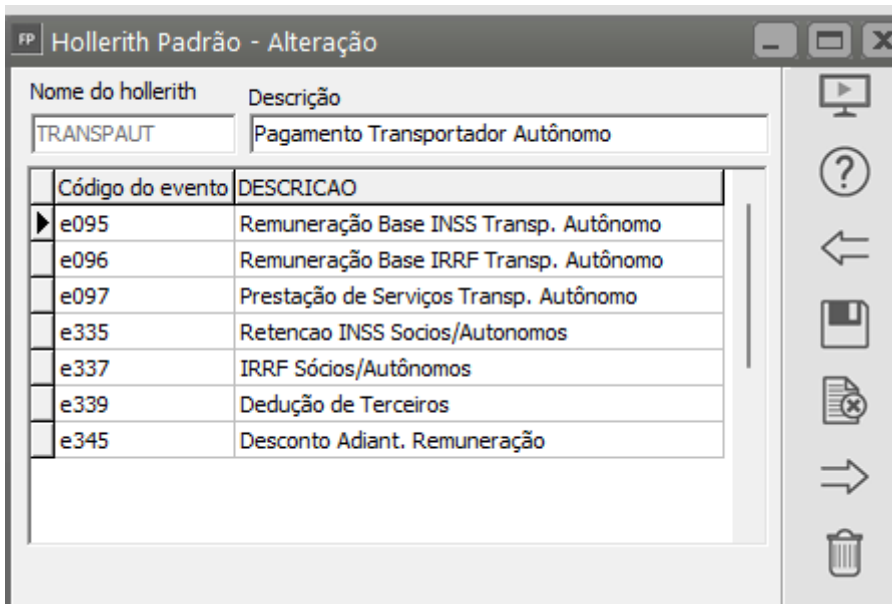 FP Hollerith Padrão - Alteração
Nome do hollerith Descrição
TRANSPAUT Pagamento Transportador Autônomo
Código do evento DESCRICAO
e095 Remuneração Base INSS Transp. Autônomo
e096 Remuneração Base IRRF Transp. Autônomo
e097 Prestação de Serviços Transp. Autônomo
e335 Retencao INSS Socios/Autonomos
e337 IRRF Sócios/Autônomos
e339 Dedução de Terceiros
e345 Desconto Adiant. Remuneração